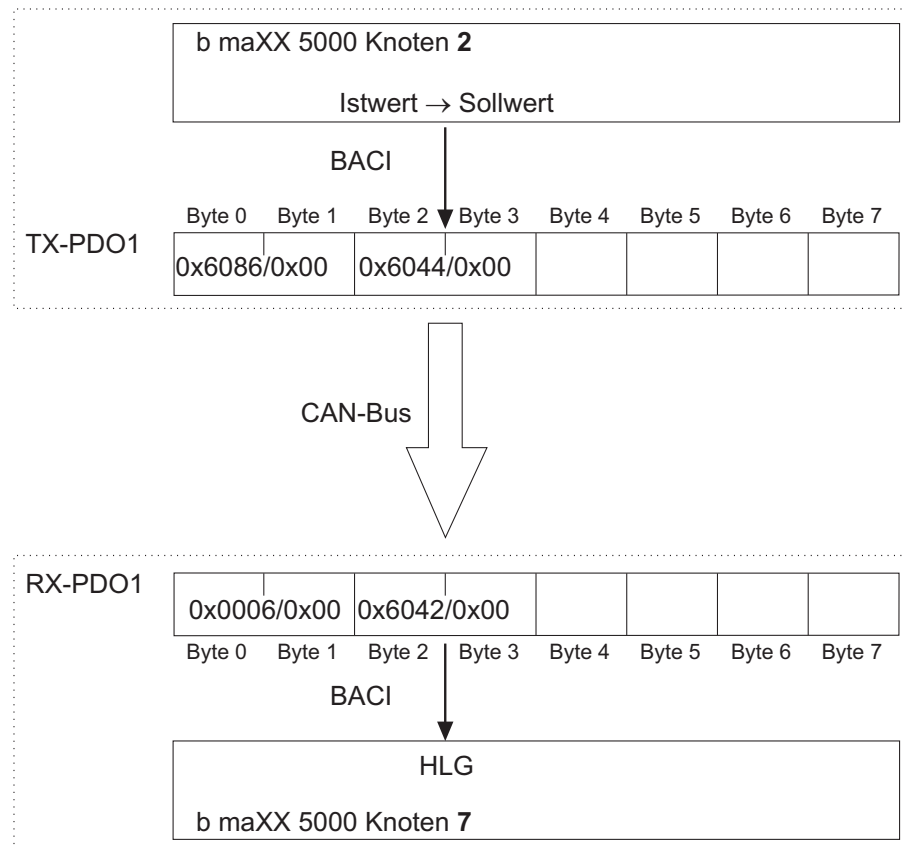 b maXX 5000 Knoten 2
Istwert → Sollwert
BACI
Byte 0 Byte 1 Byte 2 Byte 3 Byte 4 Byte 5 Byte 6 Byte 7
TX-PDO1
0x6086/0x00 0x6044/0x00
CAN-Bus
RX-PDO1
0x0006/0x00 0x6042/0x00
Byte 0 Byte 1 Byte 2 Byte 3 Byte 4 Byte 5 Byte 6 Byte 7
BACI
HLG
b maXX 5000 Knoten 7